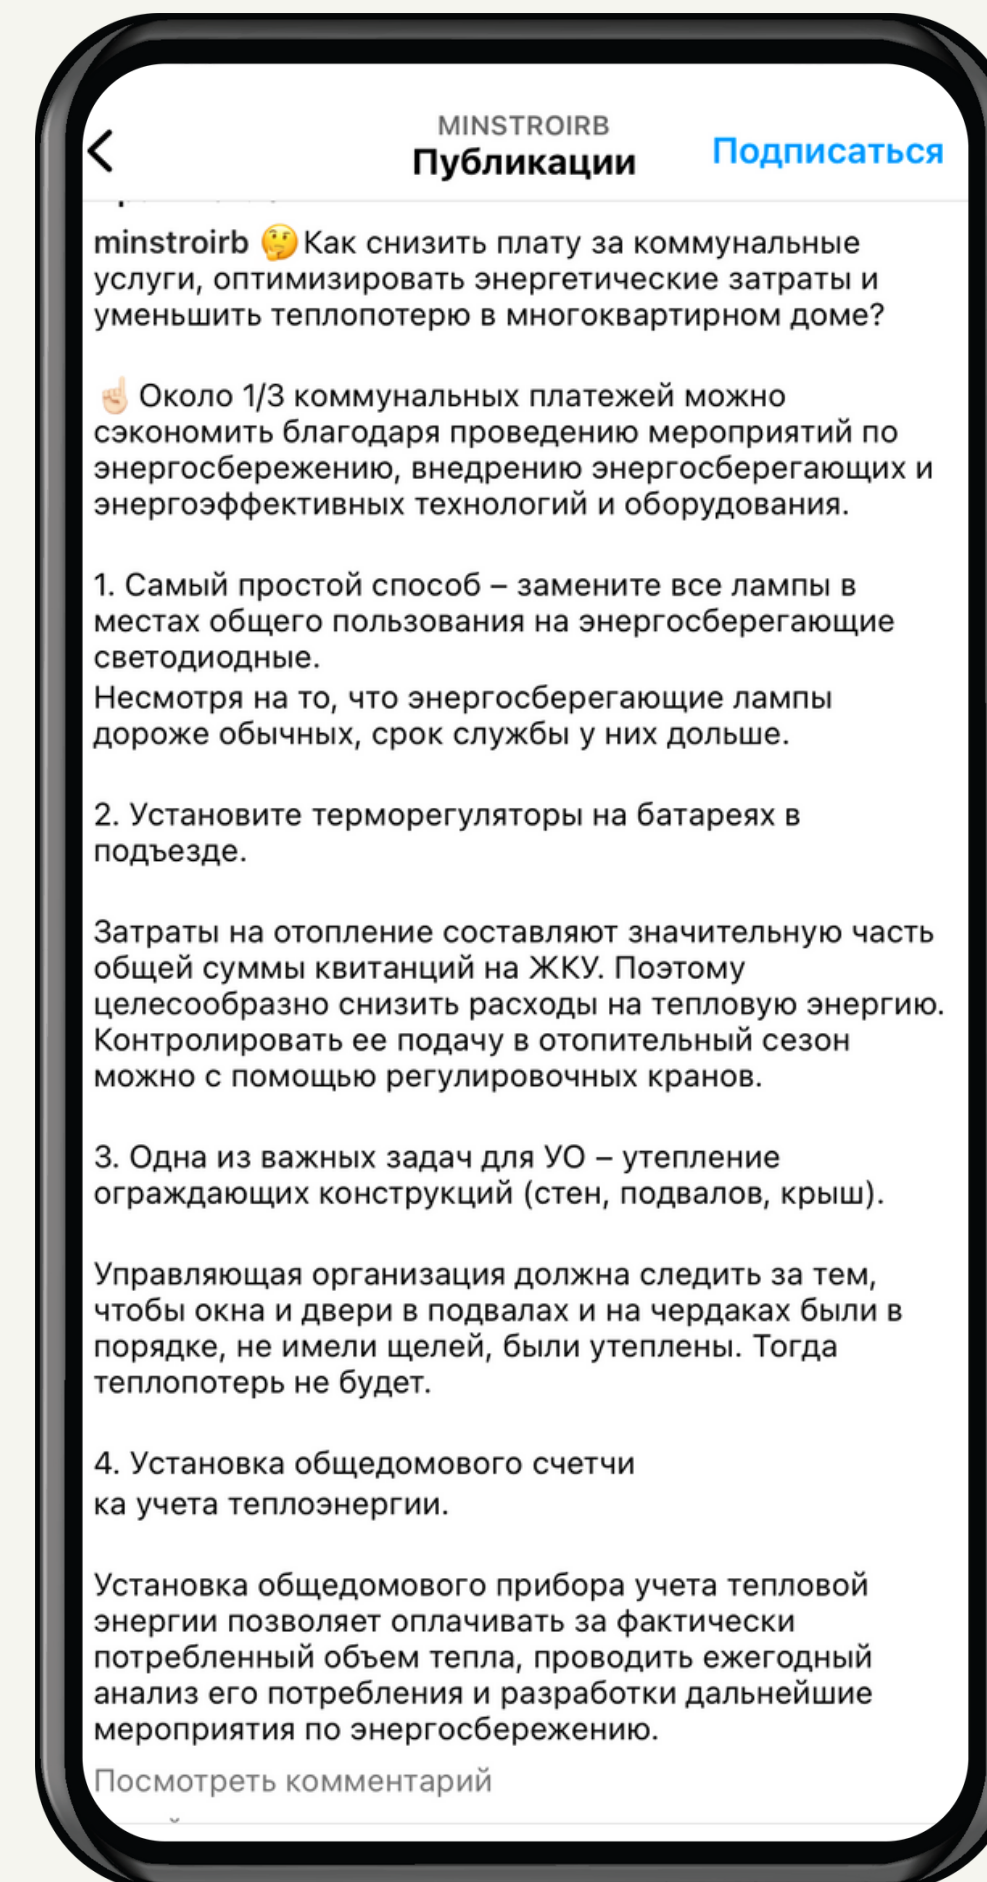 MINSTROIRB
Публикации
Подписаться
minstroirb 🤔Как снизить плату за коммунальные
услуги, оптимизировать энергетические затраты и
уменьшить теплопотерю в многоквартирном доме?
☝🏻 Около 1/3 коммунальных платежей можно
сэкономить благодаря проведению мероприятий по
энергосбережению, внедрению энергосберегающих и
энергоэффективных технологий и оборудования.
1. Самый простой способ – замените все лампы в
местах общего пользования на энергосберегающие
светодиодные.
Несмотря на то, что энергосберегающие лампы
дороже обычных, срок службы у них дольше.
2. Установите терморегуляторы на батареях в
подъезде.
Затраты на отопление составляют значительную часть
общей суммы квитанций на ЖКУ. Поэтому
целесообразно снизить расходы на тепловую энергию.
Контролировать ее подачу в отопительный сезон
можно с помощью регулировочных кранов.
3. Одна из важных задач для УО – утепление
ограждающих конструкций (стен, подвалов, крыш).
Управляющая организация должна следить за тем,
чтобы окна и двери в подвалах и на чердаках были в
порядке, не имели щелей, были утеплены. Тогда
теплопотерь не будет.
4. Установка общедомового счетчи
ка учета теплоэнергии.
Установка общедомового прибора учета тепловой
энергии позволяет оплачивать за фактически
потребленный объем тепла, проводить ежегодный
анализ его потребления и разработки дальнейшие
мероприятия по энергосбережению.
Посмотреть комментарий